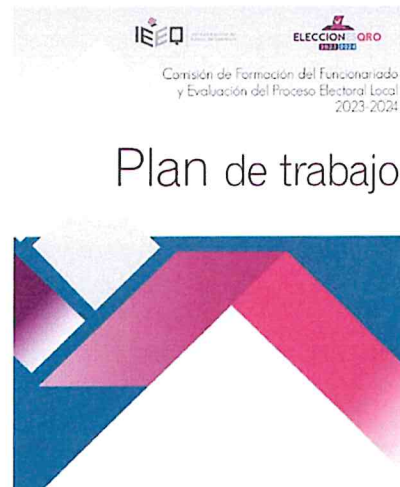 IEEQ
ELECCIÓN QRO
2023 2024
Comisión de Formación del Funcionariado
y Evaluación del Proceso Electoral Local
2023-2024
Plan de trabajo